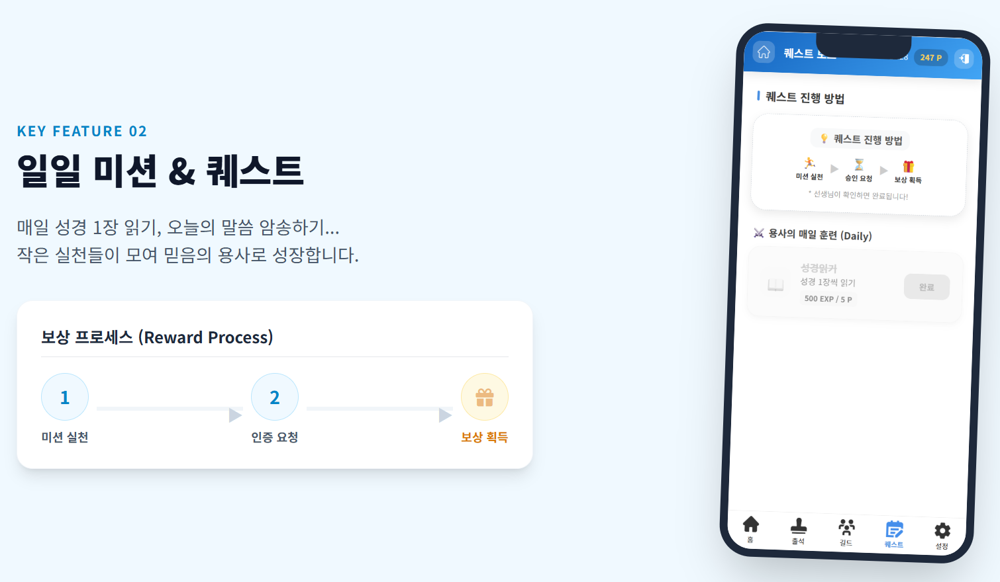 KEY FEATURE 02
일일 미션 & 퀘스트
매일 성경 1장 읽기, 오늘의 말씀 암송하기...
작은 실천들이 모여 믿음의 용사로 성장합니다.
보상 프로세스 (Reward Process)
1
2
미션 실천
인증 요청
보상 획득
퀘스트
247 P
퀘스트 진행 방법
퀘스트 진행 방법
미션 실천
승인 요청
보상 획득
* 선생님이 확인하면 완료됩니다!
용사의 매일 훈련 (Daily)
성경읽기
성경 1장씩 읽기
500 EXP / 5 P
완료
홈
출석
길드
퀘스트
설정